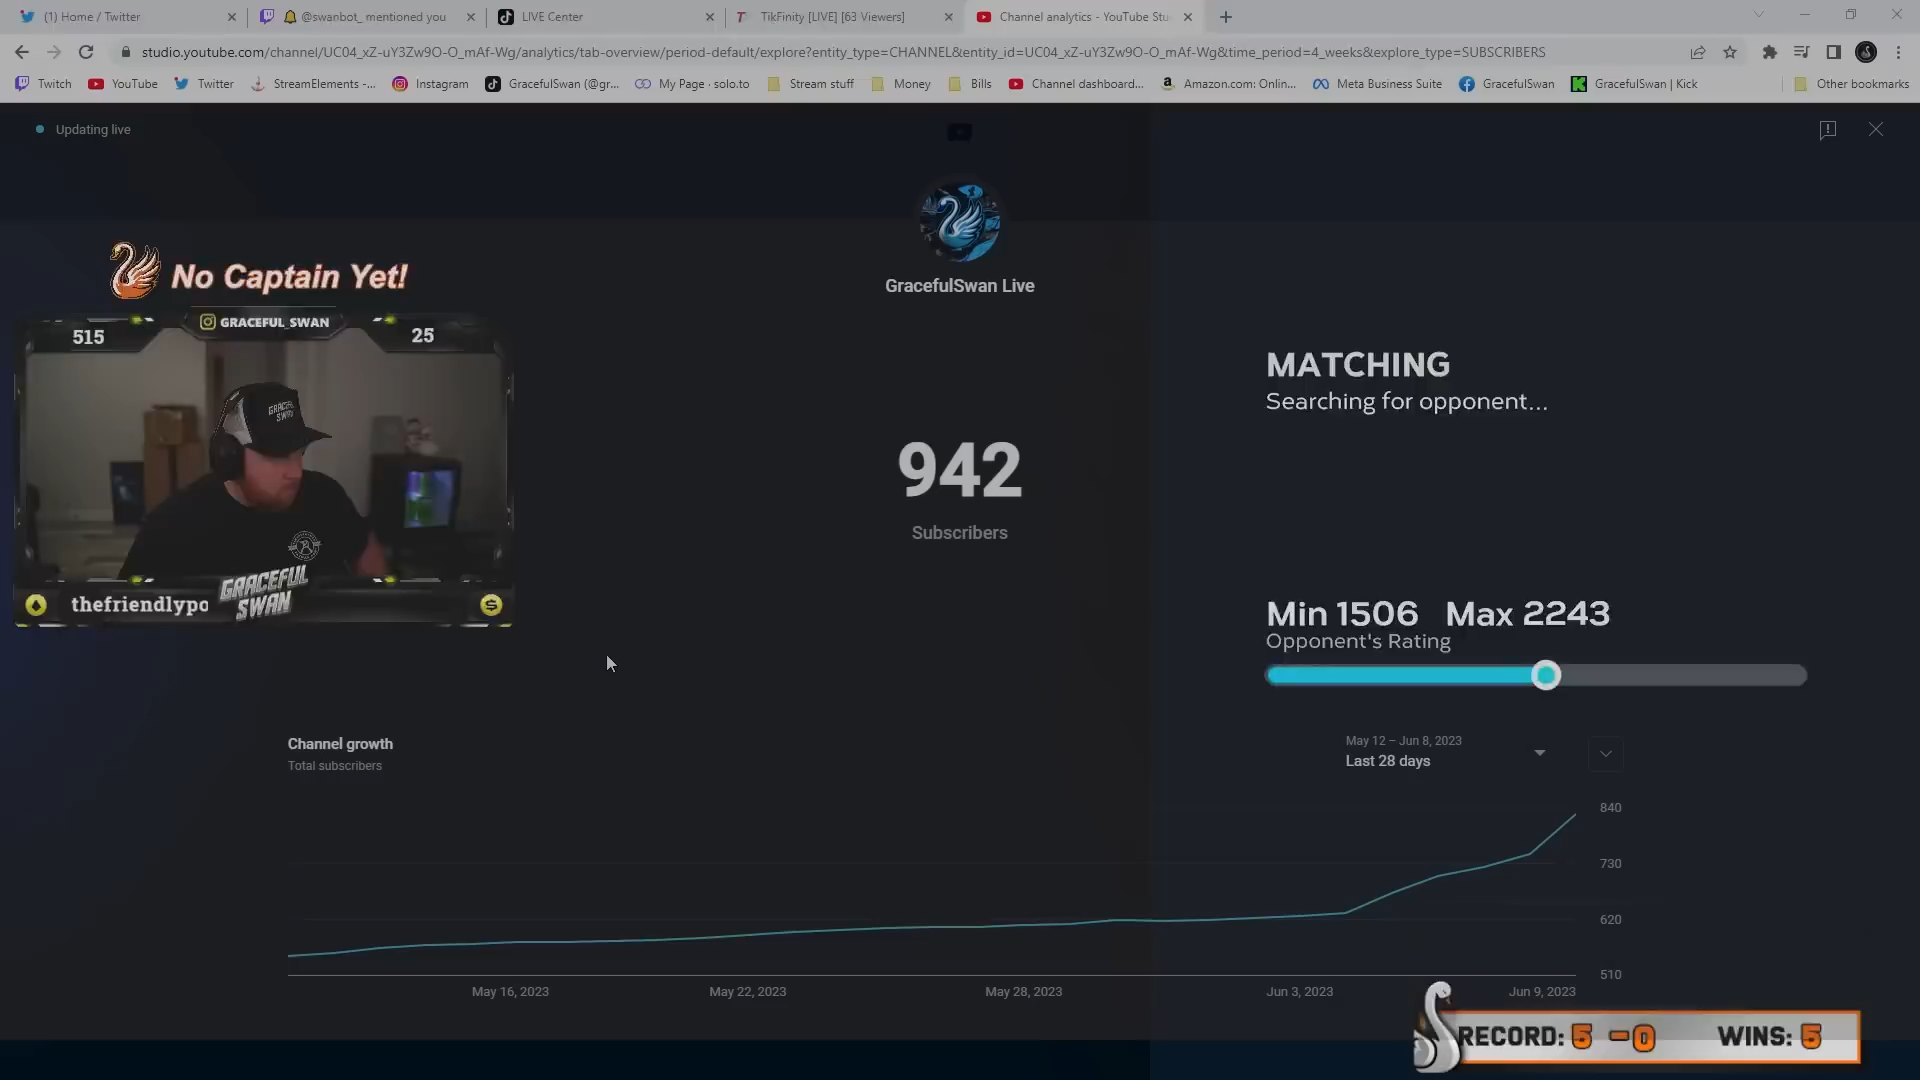 (1) Home / Twitter
@swanbot_ mentioned you
LIVE Center
TikFinity [LIVE] [63 Viewers]
Channel analytics - YouTube Stu
studio.youtube.com/channel/UC04_xZ-uY3Zw9O-O_mAf-Wg/analytics/tab-overview/period-default/explore?entity_type=CHANNEL&entity_id=UC04_xZ-uY3Zw9O-O_mAf-Wg&time_period=4_weeks&explore_type=SUBSCRIBERS
Twitch
YouTube
Twitter
StreamElements -...
Instagram
GracefulSwan (@gr...
My Page · solo.to
Stream stuff
Money
Bills
Channel dashboard...
Amazon.com: Onlin...
Meta Business Suite
GracefulSwan
GracefulSwan | Kick
Other bookmarks
Updating live
GracefulSwan Live
No Captain Yet!
515
GRACEFUL_SWAN
25
GRACEFUL
SWAN
thefriendlypo
GRACEFUL
SWAN
942
Subscribers
MATCHING
Searching for opponent...
Min 1506 Max 2243
Opponent's Rating
Channel growth
Total subscribers
May 12 – Jun 8, 2023
Last 28 days
840
730
620
510
May 16, 2023
May 22, 2023
May 28, 2023
Jun 3, 2023
Jun 9, 2023
RECORD: 5 -0 WINS: 5